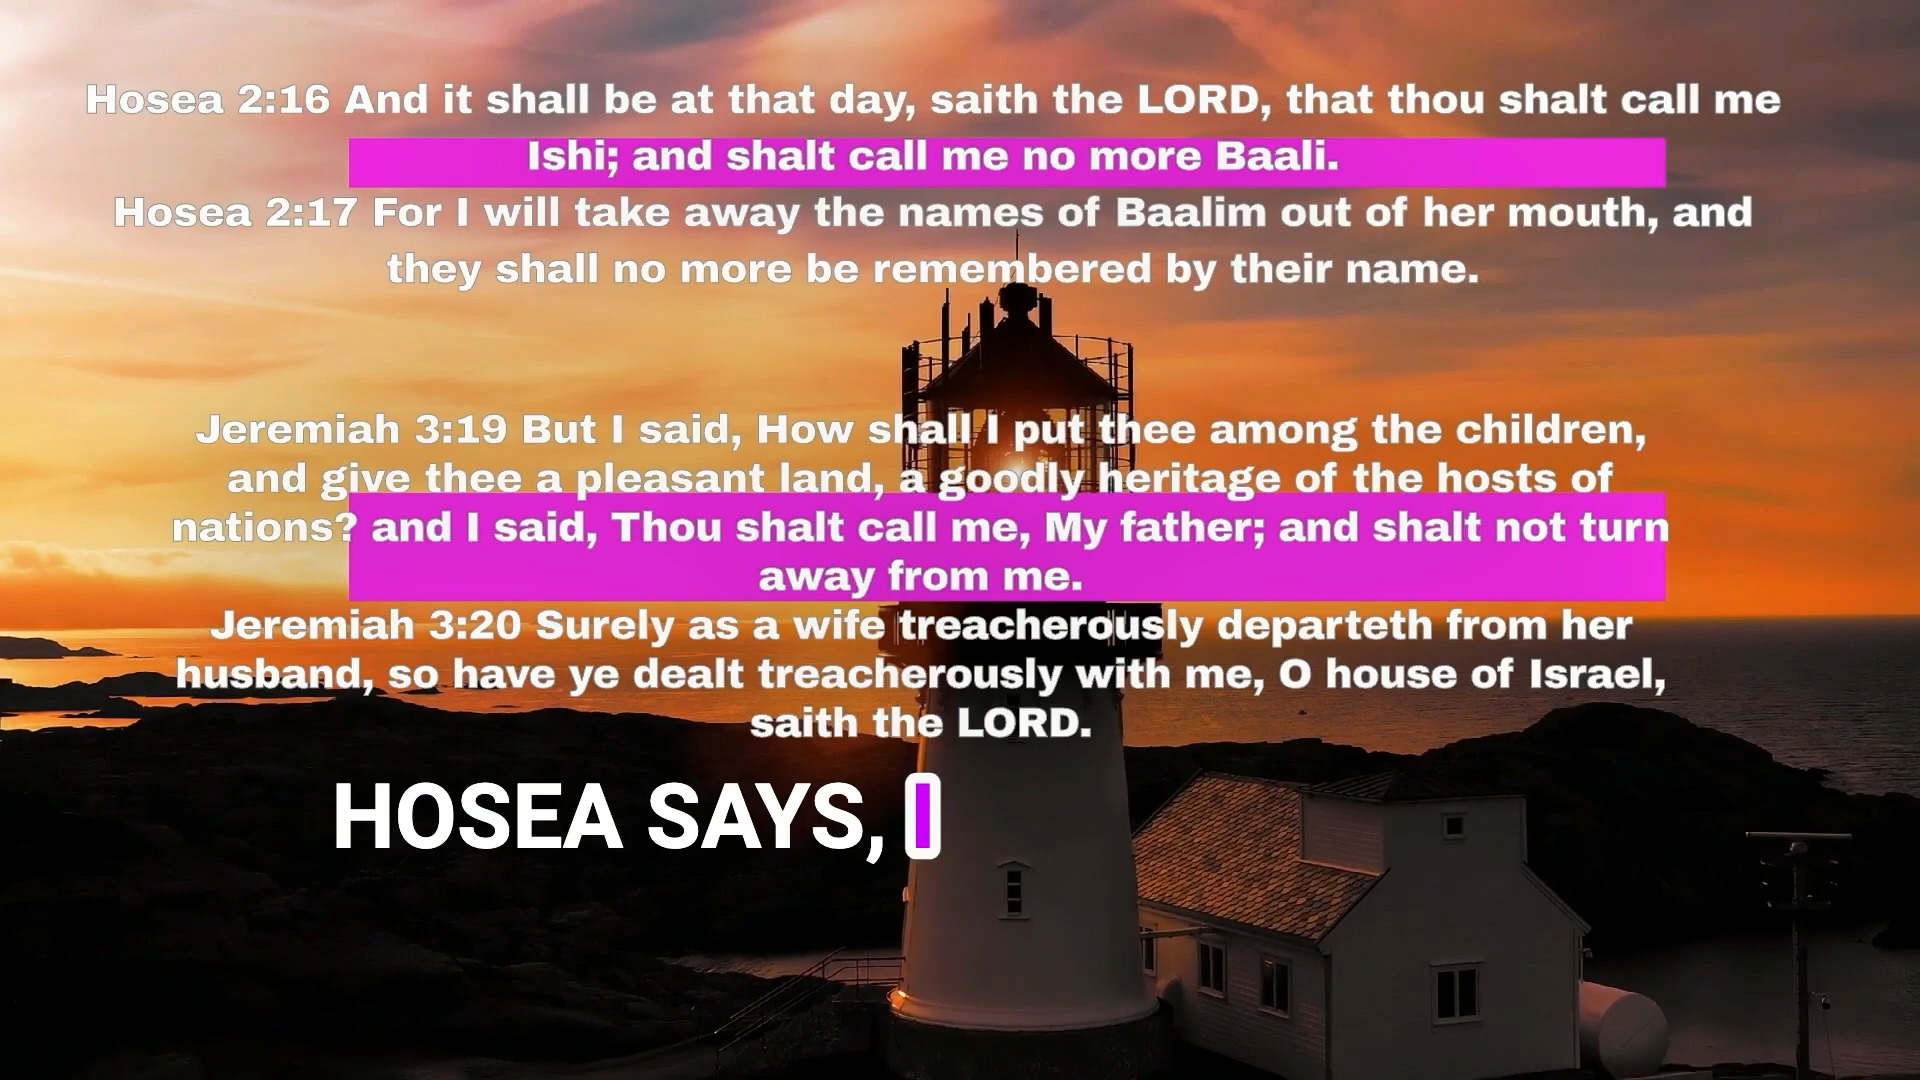 Hosea 2:16 And it shall be at that day, saith the LORD, that thou shalt call me
Ishi; and shalt call me no more Baali.
Hosea 2:17 For I will take away the names of Baalim out of her mouth, and
they shall no more be remembered by their name.
Jeremiah 3:19 But I said, How shall I put thee among the children,
and give thee a pleasant land, a goodly heritage of the hosts of
nations? and I said, Thou shalt call me, My father; and shalt not turn
away from me.
Jeremiah 3:20 Surely as a wife treacherously departeth from her
husband, so have ye dealt treacherously with me, O house of Israel,
saith the LORD.
HOSEA SAYS, I